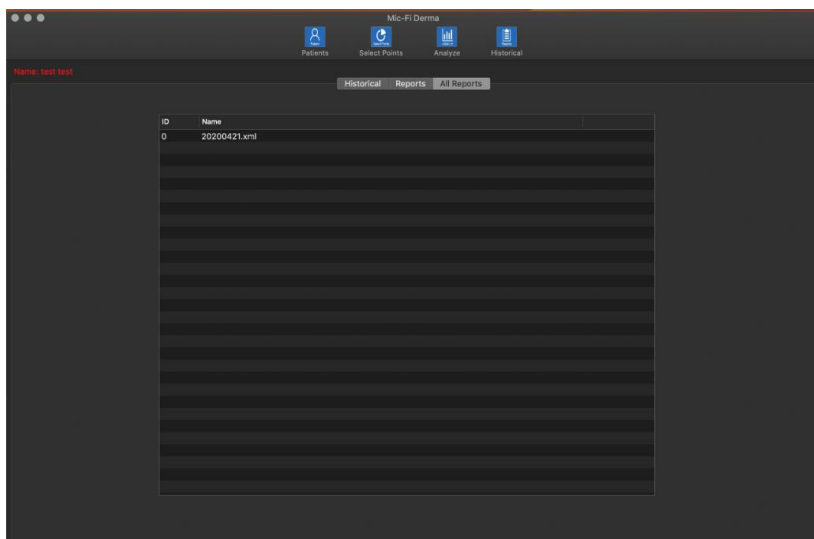 Mic-Fi Derma
Patients Select Points Analyze Historical
Name: test test
Historical Reports All Reports
ID Name
0 20200421.xml